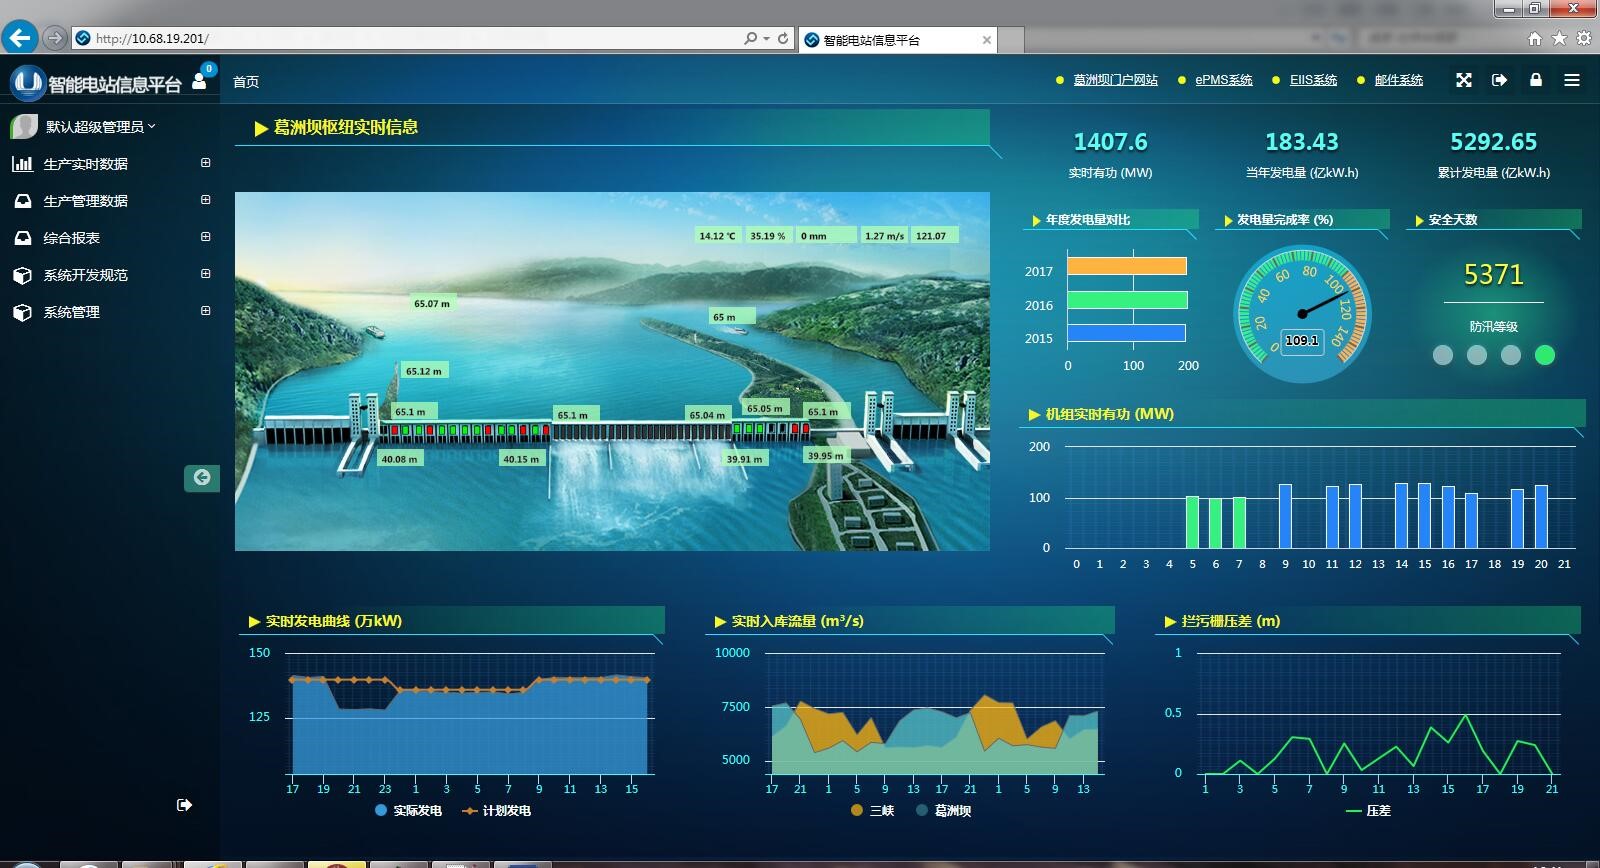 http://10.68.19.201/
智能电站信息平台
智能电站信息平台
0
首页
葛洲坝门户网站
ePMS系统
EIIS系统
邮件系统
默认超级管理员
生产实时数据
生产管理数据
综合报表
系统开发规范
系统管理
葛洲坝枢纽实时信息
14.12 ℃ 35.19 % 0 mm 1.27 m/s 121.07
65.07 m
65 m
65.12 m
65.1 m
65.1 m
65.04 m
65.05 m
65.1 m
40.08 m
40.15 m
39.91 m
39.95 m
1407.6
实时有功 (MW)
183.43
当年发电量 (亿kW.h)
5292.65
累计发电量 (亿kW.h)
年度发电量对比
2017
2016
2015
0 100 200
发电量完成率 (%)
0 20 40 60 80 100 120 140
109.1
安全天数
5371
防汛等级
机组实时有功 (MW)
200
100
0
0 1 2 3 4 5 6 7 8 9 10 11 12 13 14 15 16 17 18 19 20 21
实时发电曲线 (万kW)
150
125
17 19 21 23 1 3 5 7 9 11 13 15
实际发电 计划发电
实时入库流量 (m³/s)
10000
7500
5000
17 21 1 5 9 13 17 21 1 5 9 13
三峡 葛洲坝
拦污栅压差 (m)
1
0.5
0
1 3 5 7 9 11 13 15 17 19 21
压差